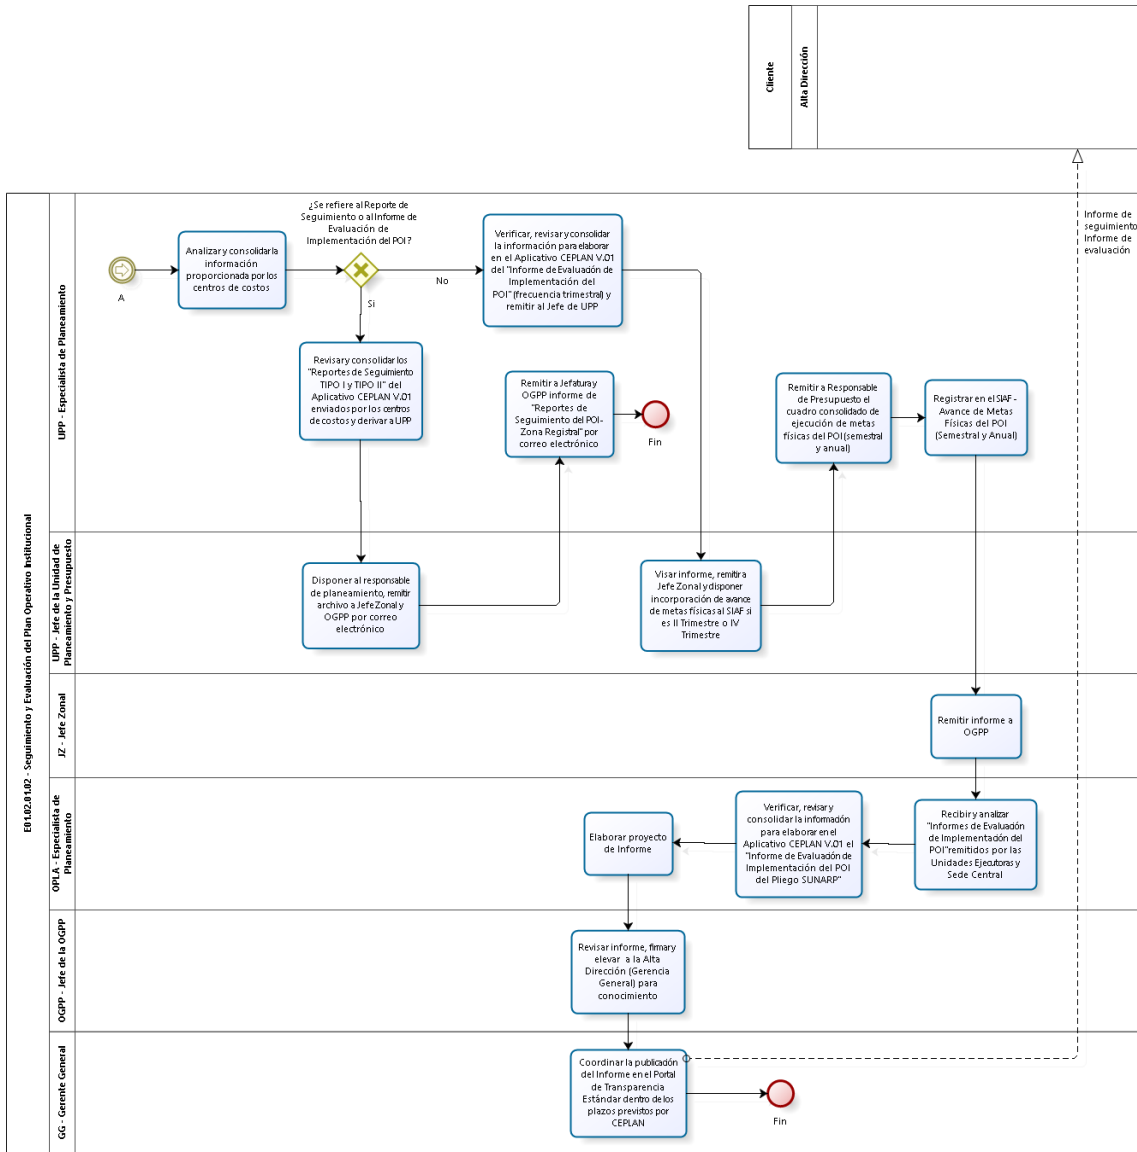 Cliente
Alta Dirección
Informe de
seguimiento
Informe de
evaluación
E01.02.01.02 - Seguimiento y Evaluación del Plan Operativo Institucional
UPP - Especialista de Planeamiento
A
Analizar y consolidar la
información
proporcionada por los
centros de costos
¿Se refiere al Reporte de
Seguimiento o al Informe de
Evaluación de
Implementación del POI?
No
Si
Verificar, revisar y consolidar
la información para elaborar
en el Aplicativo CEPLAN V.01
del "Informe de Evaluación de
Implementación del
POI" (frecuencia trimestral) y
remitir al Jefe de UPP
Revisar y consolidar los
"Reportes de Seguimiento
TIPO I y TIPO II" del
Aplicativo CEPLAN V.01
enviados por los centros
de costos y derivar a UPP
Remitir a Jefatura y
OGPP informe de
"Reportes de
Seguimiento del POI-
Zona Registral" por
correo electrónico
Fin
Remitir a Responsable
de Presupuesto el
cuadro consolidado de
ejecución de metas
físicas del POI (semestral
y anual)
Registrar en el SIAF -
Avance de Metas
Físicas del POI
(Semestral y Anual)
UPP - Jefe de la Unidad de
Planeamiento y Presupuesto
Disponer al responsable
de planeamiento, remitir
archivo a Jefe Zonal y
OGPP por correo
electrónico
Visar informe, remitir a
Jefe Zonal y disponer
incorporación de avance
de metas físicas al SIAF si
es II Trimestre o IV
Trimestre
JZ - Jefe Zonal
Remitir informe a
OGPP
OPLA - Especialista de
Planeamiento
Elaborar proyecto
de Informe
Verificar, revisar y
consolidar la información
para elaborar en el
Aplicativo CEPLAN V.01 el
"Informe de Evaluación de
Implementación del POI
del Pliego SUNARP"
Recibir y analizar
"Informes de Evaluación
de Implementación del
POI" remitidos por las
Unidades Ejecutoras y
Sede Central
OGPP - Jefe de la OGPP
Revisar informe, firmar y
elevar a la Alta
Dirección (Gerencia
General) para
conocimiento
GG - Gerente General
Coordinar la publicación
del Informe en el Portal
de Transparencia
Estándar dentro de los
plazos previstos por
CEPLAN
Fin